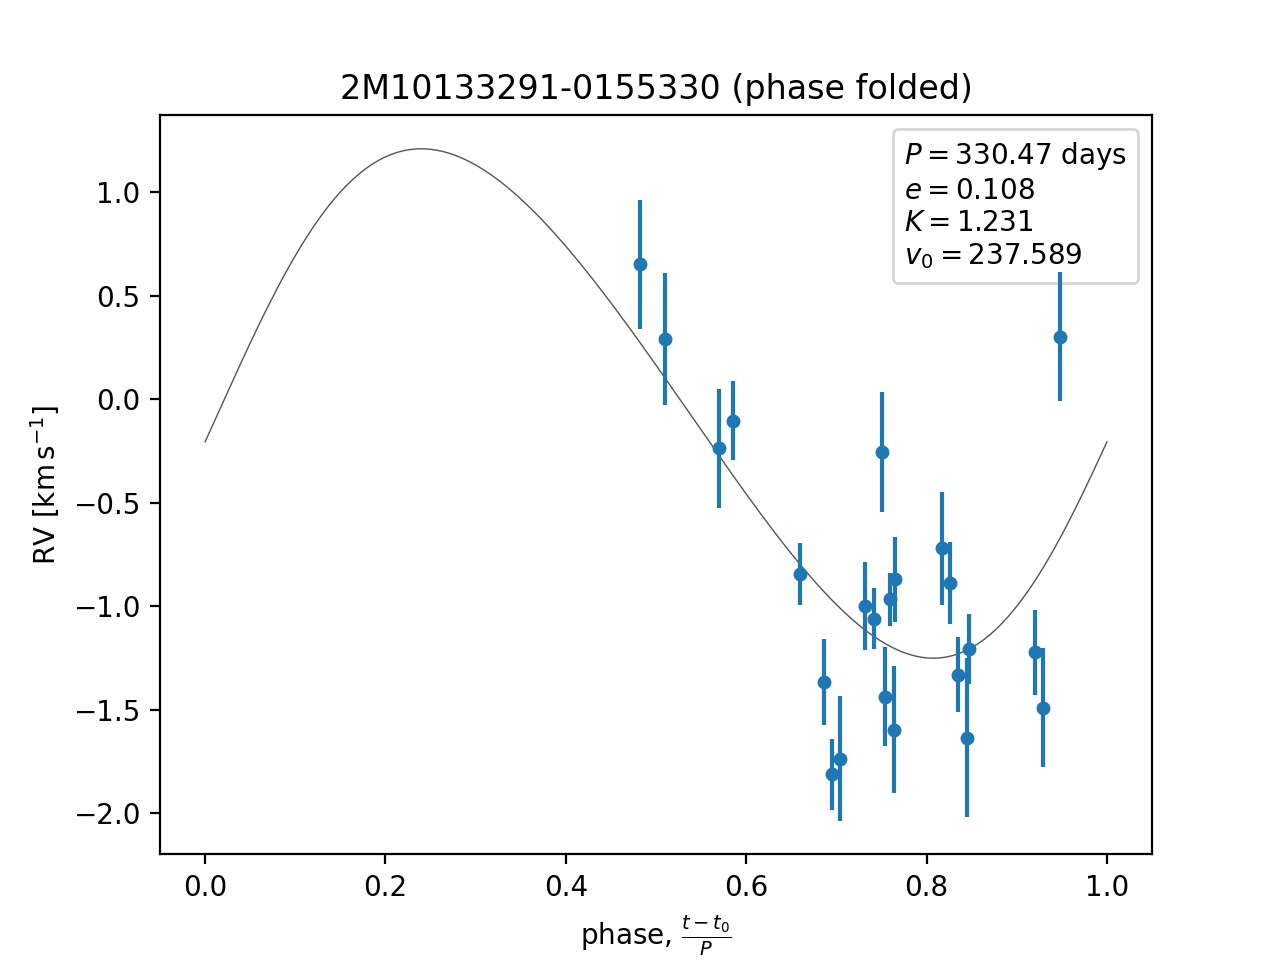 2M10133291-0155330 (phase folded)
P = 330.47 days
e = 0.108
K = 1.231
v₀ = 237.589
RV [km s⁻¹]
1.0
0.5
0.0
−0.5
−1.0
−1.5
−2.0
0.0 0.2 0.4 0.6 0.8 1.0
phase, (t − t₀)/P